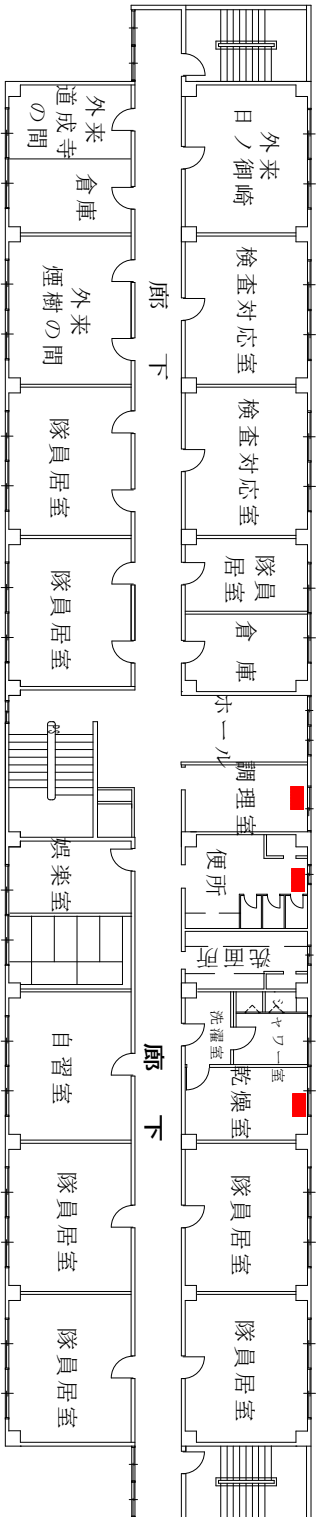 外来
日ノ御崎
検査対応室
検査対応室
隊員
居室
倉庫
ホール
調理室
便所
洗面所
シャワー室
洗濯室
乾燥室
隊員居室
隊員居室
廊下
廊下
外来
道成寺
の間
倉庫
外来
煙樹の間
隊員居室
隊員居室
娯楽室
自習室
隊員居室
隊員居室